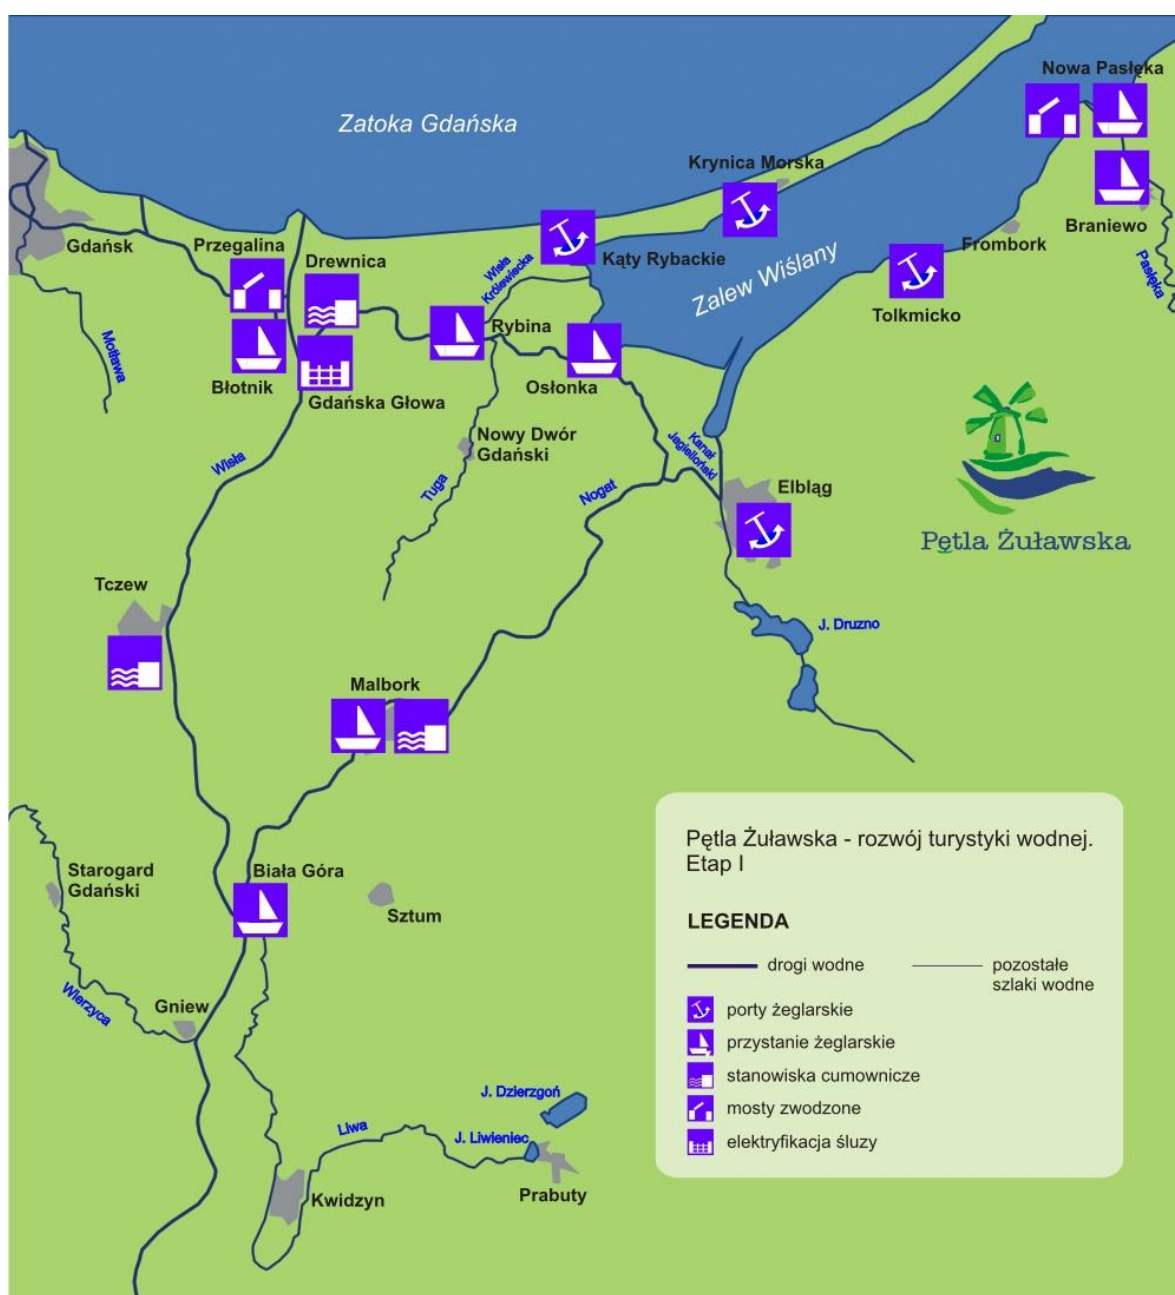 Zatoka Gdańska
Nowa Pasłęka
Krynica Morska
Braniewo
Gdańsk
Przegalina
Drewnica
Wisła
Królewiecka
Kąty Rybackie
Zalew Wiślany
Frombork
Pasłęka
Tolkmicko
Motława
Rybina
Błotnik
Gdańska Głowa
Osłonka
Nowy Dwór
Gdański
Wisła
Tuga
Nogat
Kanał
Jagielloński
Elbląg
Pętla Żuławska
Tczew
J. Druzno
Malbork
Starogard
Gdański
Biała Góra
Sztum
Wierzyca
Gniew
Liwa
J. Dzierzgoń
J. Liwieniec
Kwidzyn
Prabuty
Pętla Żuławska - rozwój turystyki wodnej.
Etap I
LEGENDA
drogi wodne
pozostałe
szlaki wodne
porty żeglarskie
przystanie żeglarskie
stanowiska cumownicze
mosty zwodzone
elektryfikacja śluzy